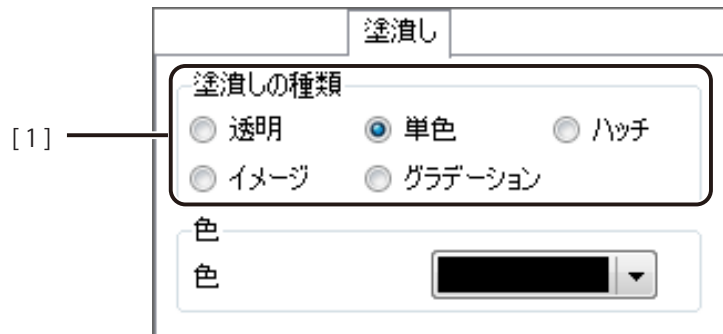 塗潰し
塗潰しの種類
[1]
透明 単色 ハッチ
イメージ グラデーション
色
色